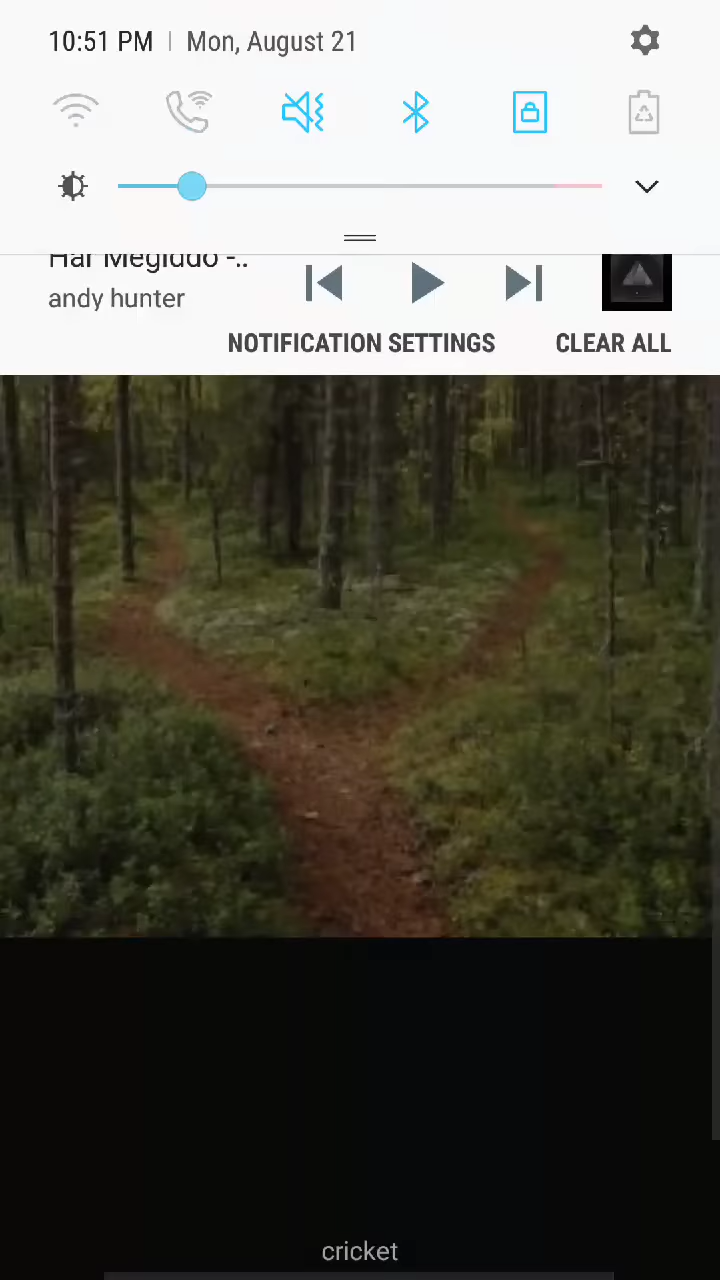 10:51 PM | Mon, August 21
Har Megiddo -..
andy hunter
NOTIFICATION SETTINGS CLEAR ALL
cricket